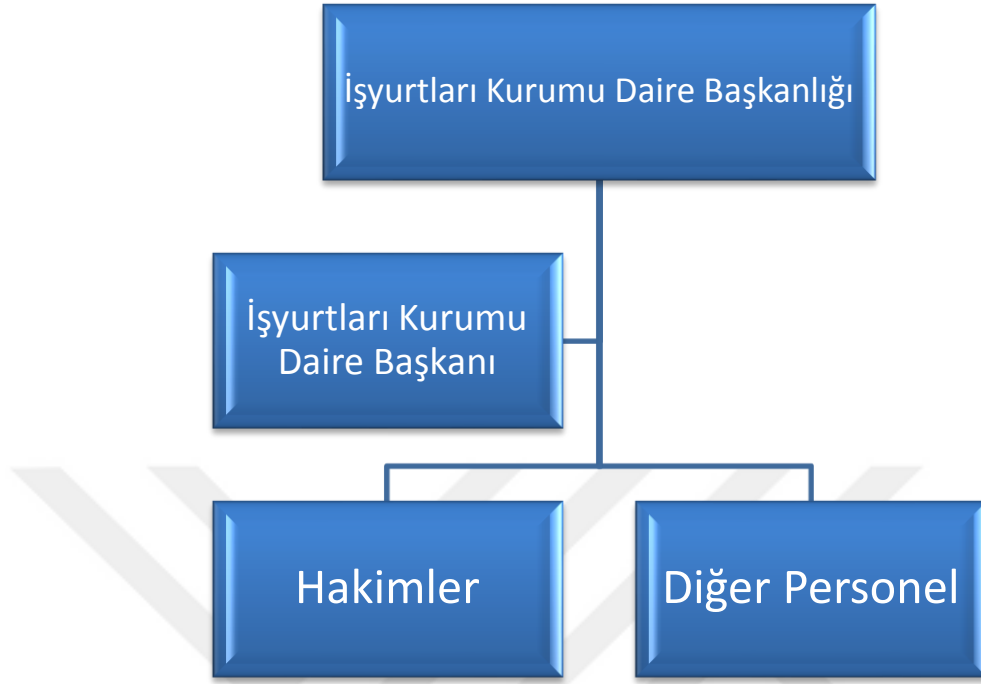 İşyurtları Kurumu Daire Başkanlığı
İşyurtları Kurumu
Daire Başkanı
Hakimler
Diğer Personel